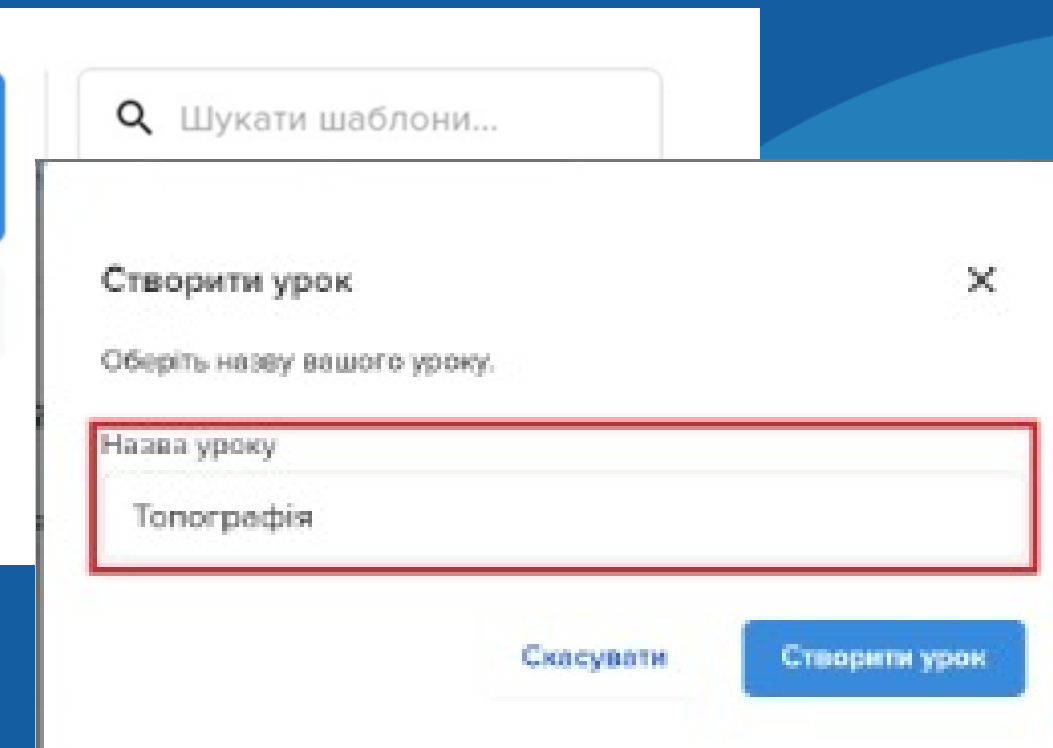 Шукати шаблони...
Створити урок
Оберіть назву вашого уроку.
Назва уроку
Топографія
Скасувати
Створити урок